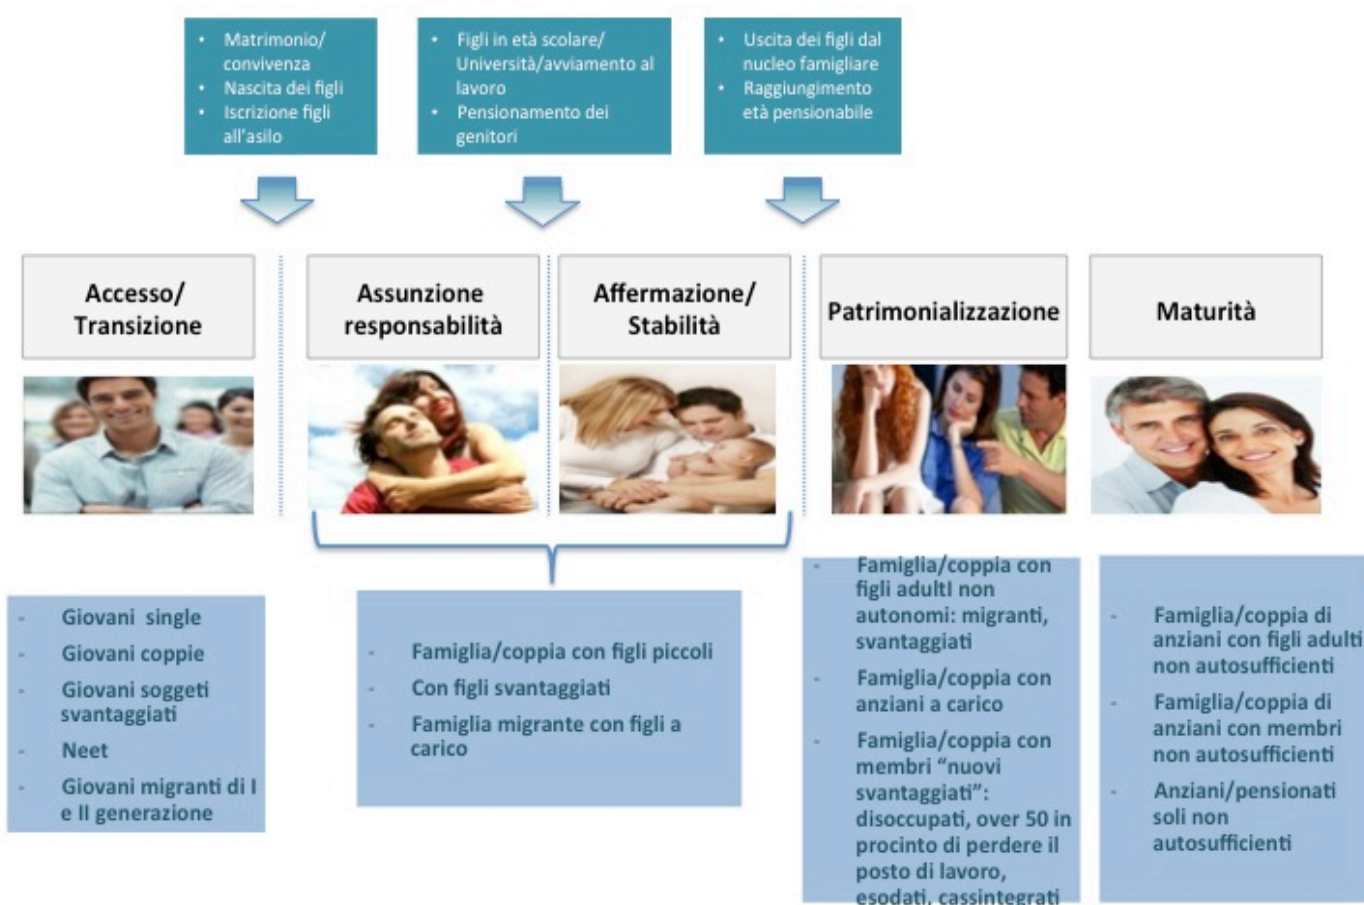 • Matrimonio/
convivenza
• Nascita dei figli
• Iscrizione figli
all'asilo
• Figli in età scolare/
Università/avviamento al
lavoro
• Pensionamento dei
genitori
• Uscita dei figli dal
nucleo famigliare
• Raggiungimento
età pensionabile
Accesso/
Transizione
Assunzione
responsabilità
Affermazione/
Stabilità
Patrimonializzazione
Maturità
- Giovani single
- Giovani coppie
- Giovani soggeti
svantaggiati
- Neet
- Giovani migranti di I
e II generazione
- Famiglia/coppia con figli piccoli
- Con figli svantaggiati
- Famiglia migrante con figli a
carico
- Famiglia/coppia con
figli adultI non
autonomi: migranti,
svantaggiati
- Famiglia/coppia con
anziani a carico
- Famiglia/coppia con
membri “nuovi
svantaggiati”:
disoccupati, over 50 in
procinto di perdere il
posto di lavoro,
esodati, cassintegrati
- Famiglia/coppia di
anziani con figli adulti
non autosufficienti
- Famiglia/coppia di
anziani con membri
non autosufficienti
- Anziani/pensionati
soli non
autosufficienti